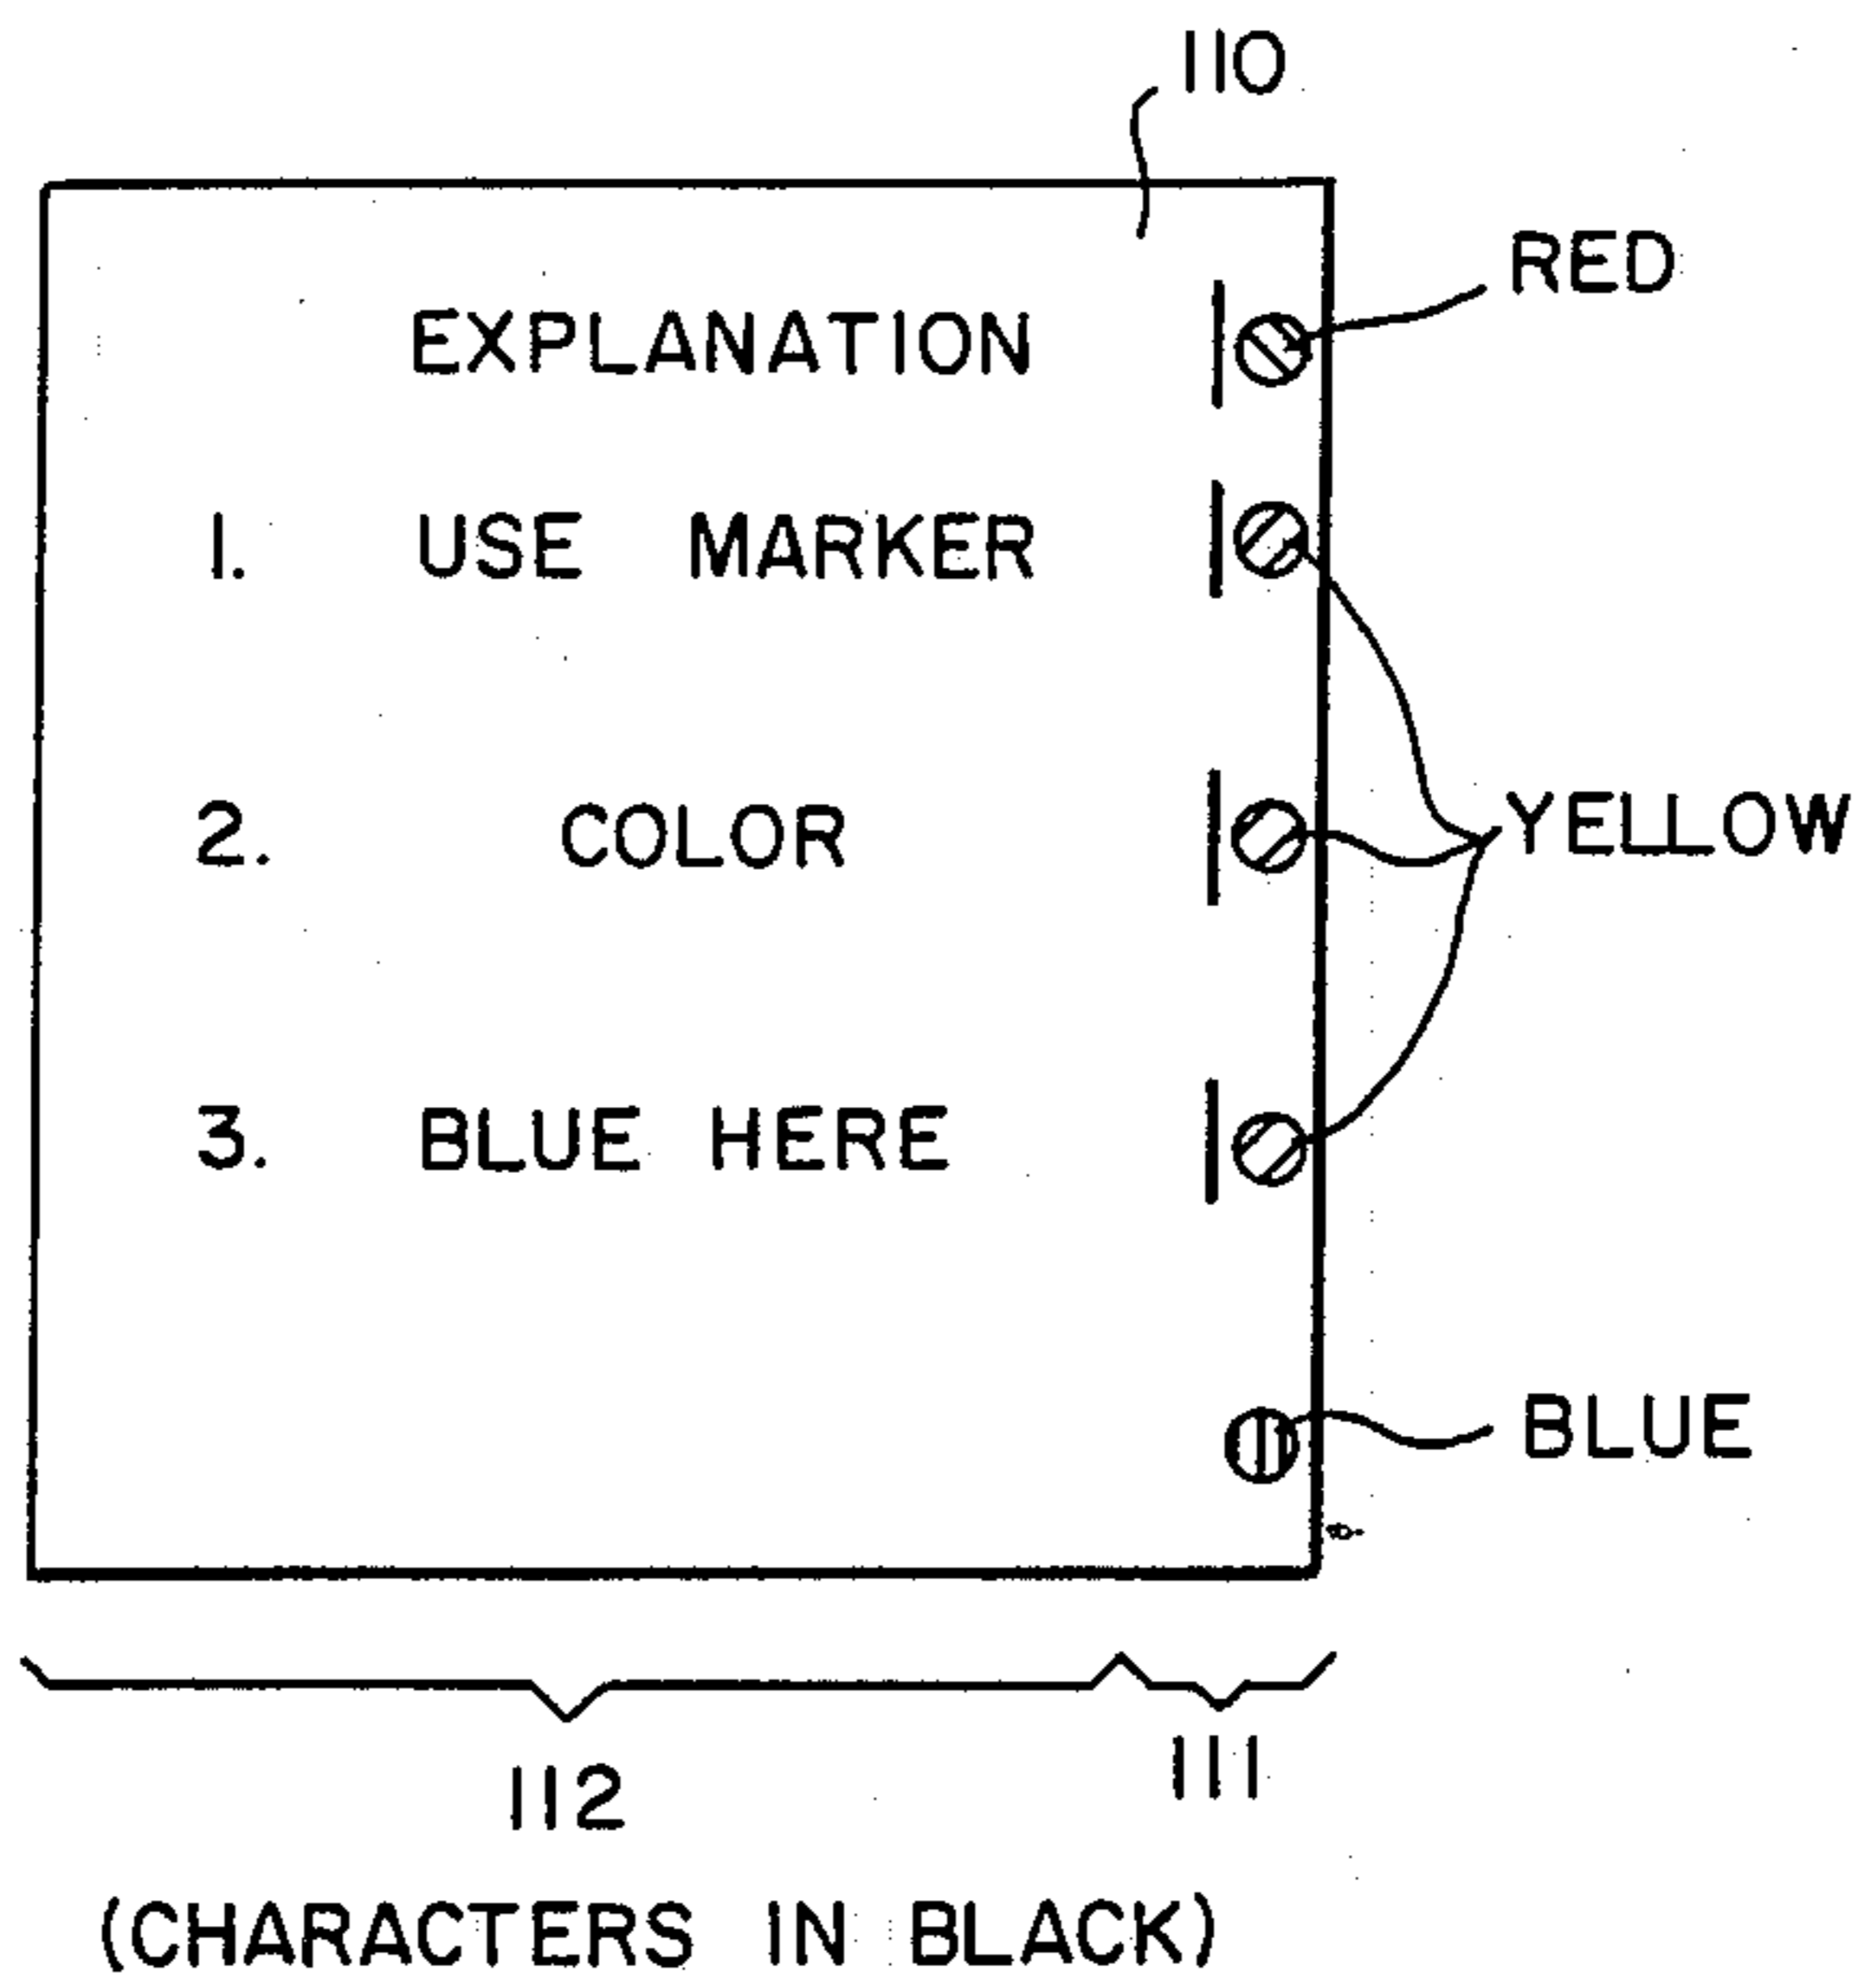 110
RED
EXPLANATION
1. USE MARKER
2. COLOR
YELLOW
3. BLUE HERE
BLUE
112
111
(CHARACTERS IN BLACK)